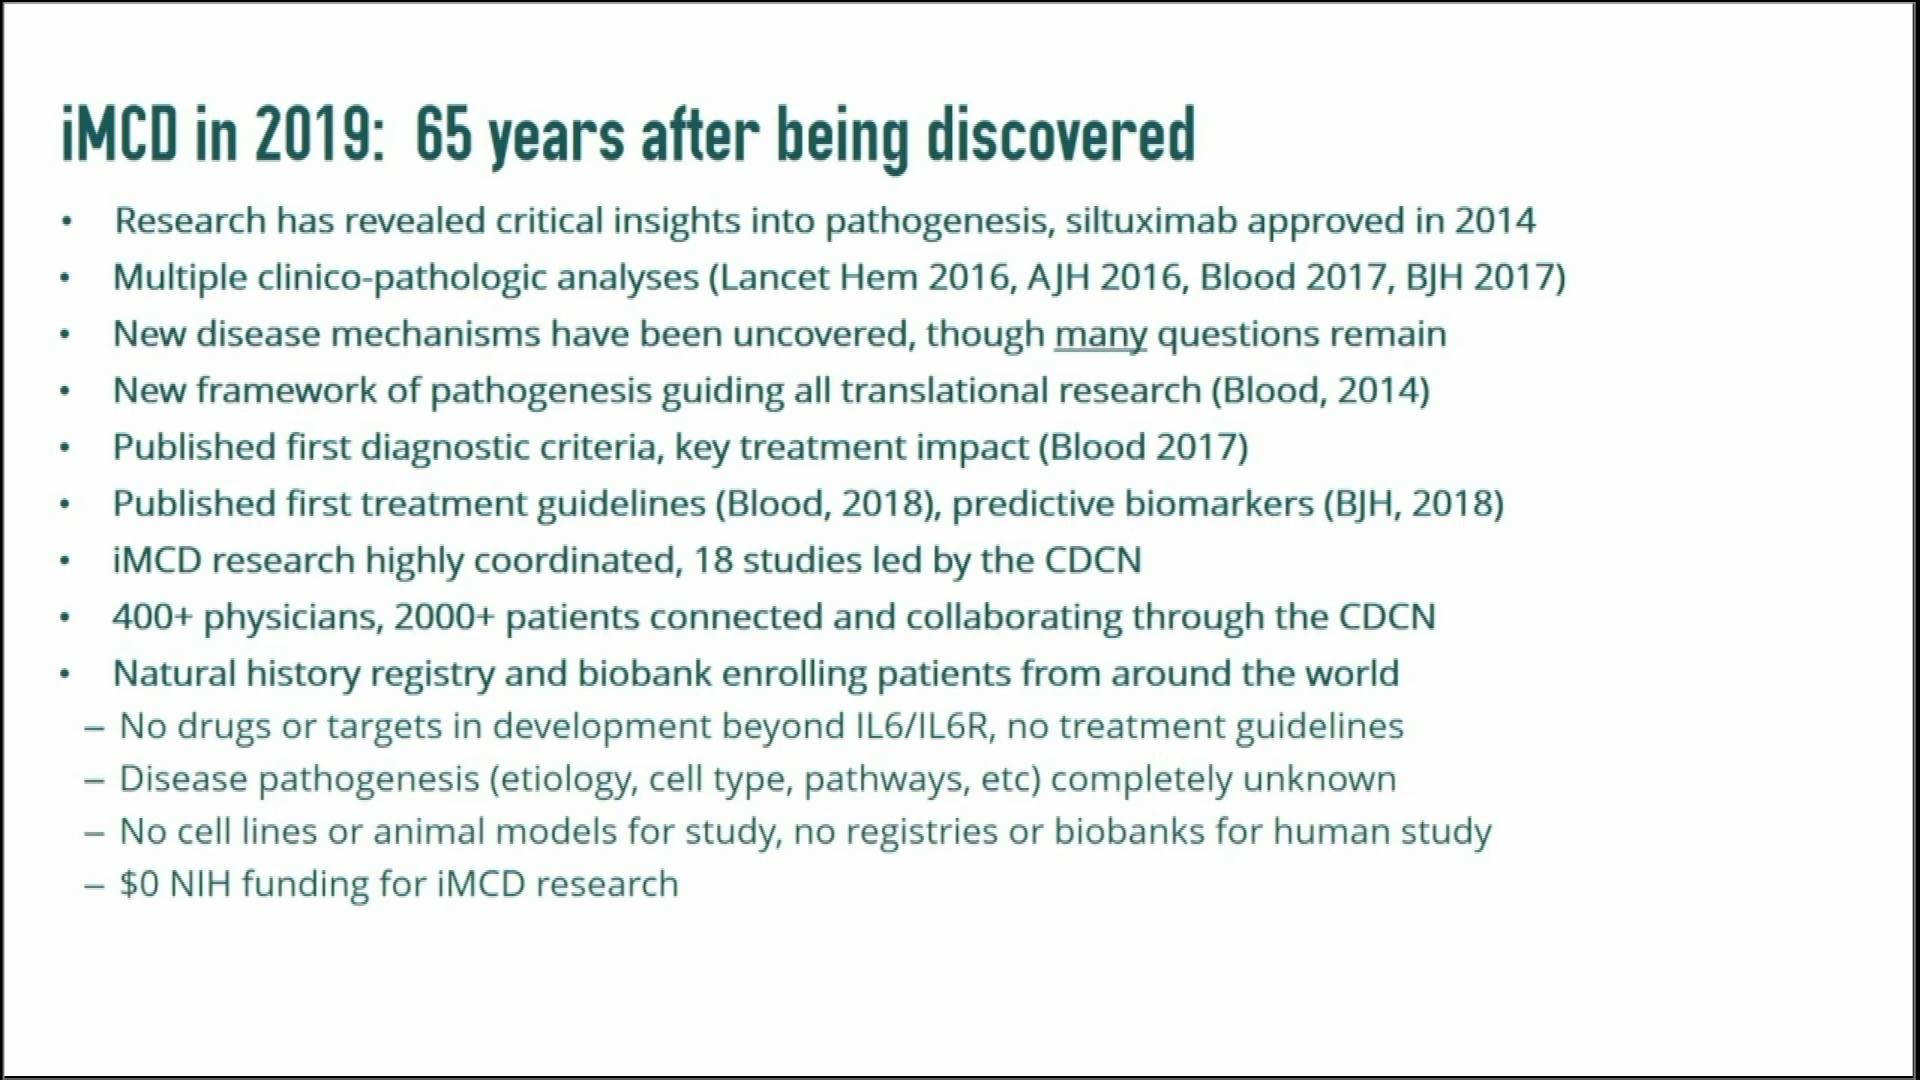 iMCD in 2019: 65 years after being discovered
• Research has revealed critical insights into pathogenesis, siltuximab approved in 2014
• Multiple clinico-pathologic analyses (Lancet Hem 2016, AJH 2016, Blood 2017, BJH 2017)
• New disease mechanisms have been uncovered, though many questions remain
• New framework of pathogenesis guiding all translational research (Blood, 2014)
• Published first diagnostic criteria, key treatment impact (Blood 2017)
• Published first treatment guidelines (Blood, 2018), predictive biomarkers (BJH, 2018)
• iMCD research highly coordinated, 18 studies led by the CDCN
• 400+ physicians, 2000+ patients connected and collaborating through the CDCN
• Natural history registry and biobank enrolling patients from around the world
– No drugs or targets in development beyond IL6/IL6R, no treatment guidelines
– Disease pathogenesis (etiology, cell type, pathways, etc) completely unknown
– No cell lines or animal models for study, no registries or biobanks for human study
– $0 NIH funding for iMCD research